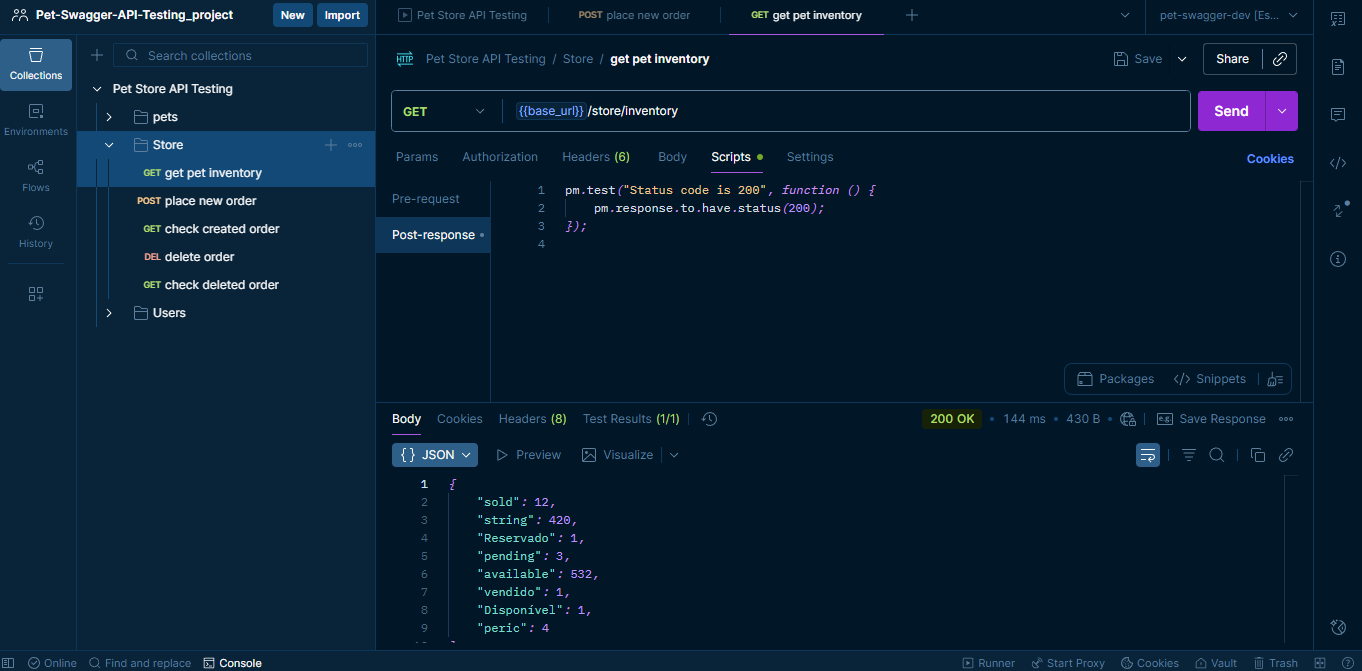 Pet-Swagger-API-Testing_project New Import
Pet Store API Testing POST place new order GET get pet inventory pet-swagger-dev [Es...
Collections
Environments
Flows
History
Search collections
Pet Store API Testing
pets
Store
GET get pet inventory
POST place new order
GET check created order
DEL delete order
GET check deleted order
Users
HTTP Pet Store API Testing / Store / get pet inventory Save Share
GET {{base_url}}/store/inventory Send
Params Authorization Headers (6) Body Scripts Settings Cookies
Pre-request
Post-response
1 pm.test("Status code is 200", function () {
2 pm.response.to.have.status(200);
3 });
4
Packages </> Snippets
Body Cookies Headers (8) Test Results (1/1) 200 OK • 144 ms • 430 B • e.g. Save Response
{} JSON Preview Visualize
1 {
2 "sold": 12,
3 "string": 420,
4 "Reservado": 1,
5 "pending": 3,
6 "available": 532,
7 "vendido": 1,
8 "Disponível": 1,
9 "peric": 4
Online Find and replace Console Runner Start Proxy Cookies Vault Trash